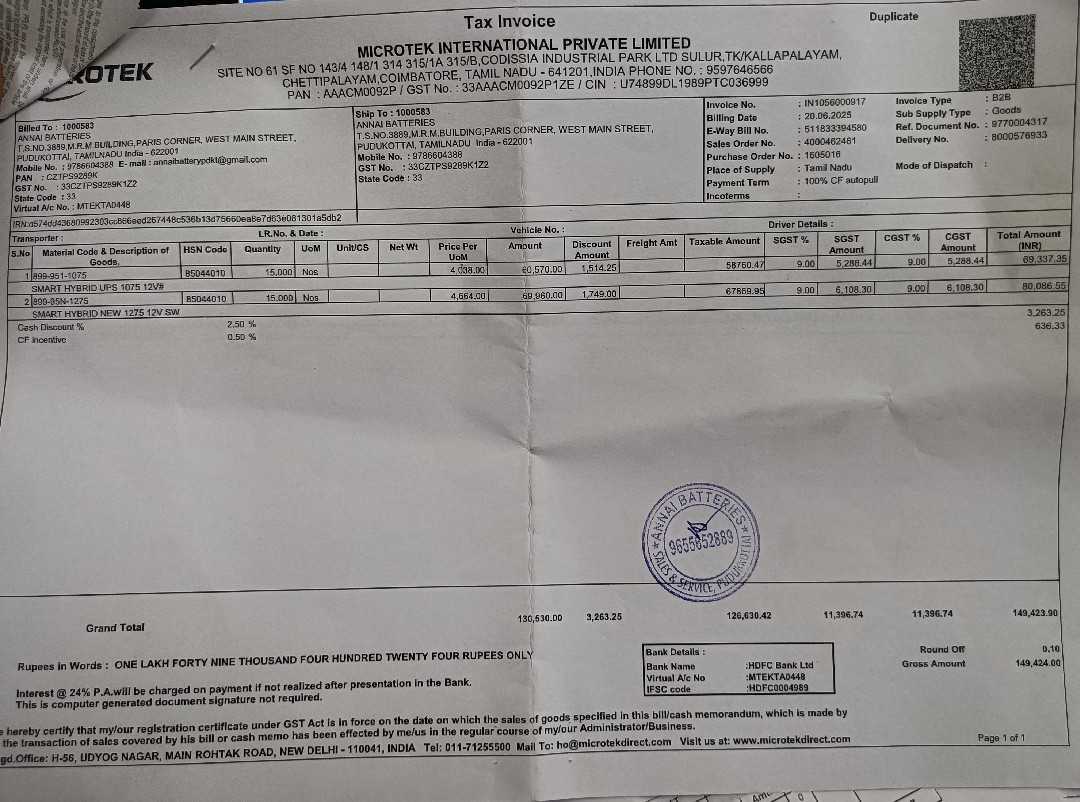 Tax Invoice
Duplicate
ROTEK
MICROTEK INTERNATIONAL PRIVATE LIMITED
SITE NO 61 SF NO 143/4 148/1 314 315/1A 315/B,CODISSIA INDUSTRIAL PARK LTD SULUR,TK/KALLAPALAYAM,
CHETTIPALAYAM,COIMBATORE, TAMIL NADU - 641201,INDIA PHONE NO. : 9597646566
PAN : AAACM0092P / GST No. : 33AAACM0092P1ZE / CIN : U74899DL1989PTC036999
Billed To : 1000583
ANNAI BATTERIES
T.S.NO.3889,M.R.M.BUILDING,PARIS CORNER, WEST MAIN STREET,
PUDUKOTTAI, TAMILNADU India - 622001
Mobile No. : 9786604388 E- mail : annaibatterypdkt@gmail.com
PAN : CZTPS9289K
GST No. : 33CZTPS9289K1Z2
State Code : 33
Virtual A/c No. : MTEKTA0448
Ship To : 1000583
ANNAI BATTERIES
T.S.NO.3889,M.R.M.BUILDING,PARIS CORNER, WEST MAIN STREET,
PUDUKOTTAI, TAMILNADU India - 622001
Mobile No. : 9786604388
GST No. : 33CZTPS9289K1Z2
State Code : 33
Invoice No. : IN1056000917
Billing Date : 20.06.2025
E-Way Bill No. : 511833394580
Sales Order No. : 4000462481
Purchase Order No. : 1605016
Place of Supply : Tamil Nadu
Payment Term : 100% CF autopull
Incoterms :
Invoice Type : B2B
Sub Supply Type : Goods
Ref. Document No. : 9770004317
Delivery No. : 8000576933
Mode of Dispatch :
Transporter : LR.No. & Date : Vehicle No. : Driver Details :
S.No Material Code & Description of Goods. HSN Code Quantity UoM Unit/CS Net Wt Price Per UoM Amount Discount Amount Freight Amt Taxable Amount SGST % SGST Amount CGST % CGST Amount Total Amount (INR)
1 899-951-1075 85044010 15.000 Nos 4,038.00 60,570.00 1,514.25 58760.47 9.00 5,288.44 9.00 5,288.44 69,337.35
SMART HYBRID UPS 1075 12V#
2 899-95N-1275 85044010 15.000 Nos 4,664.00 69,960.00 1,749.00 67869.95 9.00 6,108.30 9.00 6,108.30 80,086.55
SMART HYBRID NEW 1275 12V SW
Cash Discount % 2.50 % 3,263.25
CF Incentive 0.50 % 636.33
ANNAI BATTERIES
9655652889
SALES & SERVICE, PUDUKKOTTAI
Grand Total 130,530.00 3,263.25 126,630.42 11,396.74 11,396.74 149,423.90
Rupees in Words : ONE LAKH FORTY NINE THOUSAND FOUR HUNDRED TWENTY FOUR RUPEES ONLY
Round Off 0.10
Gross Amount 149,424.00
Bank Details :
Bank Name :HDFC Bank Ltd
Virtual A/c No :MTEKTA0448
IFSC code :HDFC0004989
Interest @ 24% P.A.will be charged on payment if not realized after presentation in the Bank.
This is computer generated document signature not required.
hereby certify that my/our registration certificate under GST Act is in force on the date on which the sales of goods specified in this bill/cash memorandum, which is made by
the transaction of sales covered by his bill or cash memo has been effected by me/us in the regular course of my/our Administrator/Business.
gd.Office: H-56, UDYOG NAGAR, MAIN ROHTAK ROAD, NEW DELHI - 110041, INDIA Tel: 011-71255500 Mail To: ho@microtekdirect.com Visit us at: www.microtekdirect.com
Page 1 of 1